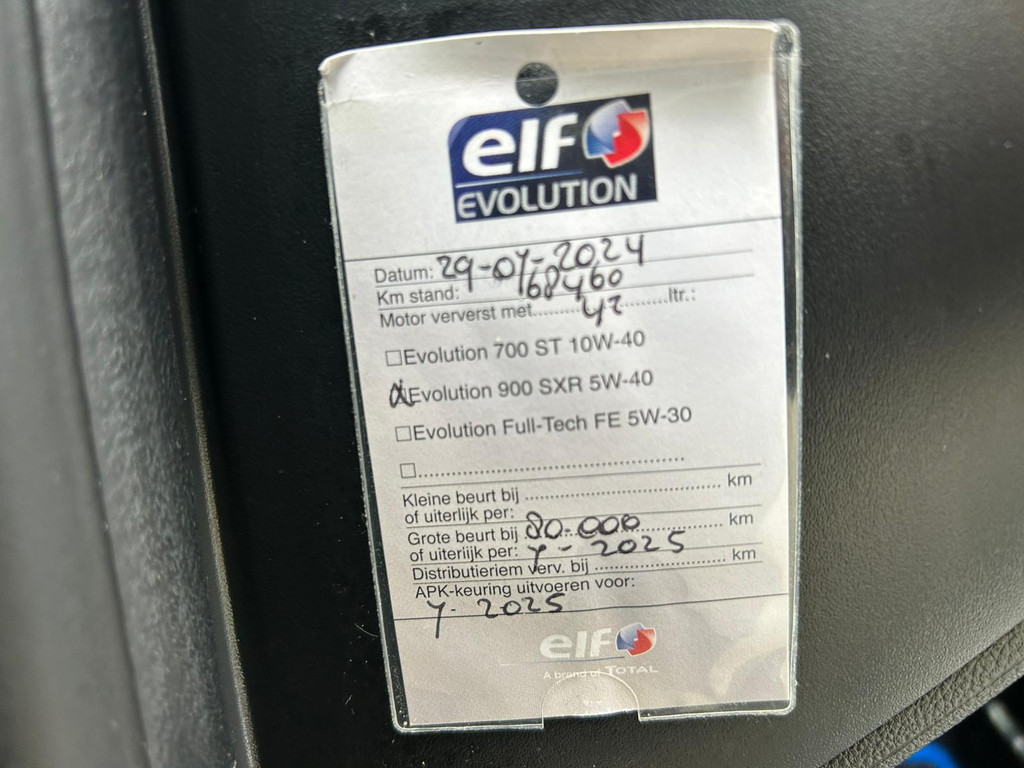 elf
EVOLUTION
Datum: 29-07-2024
Km stand: 68460
Motor ververst met..........47..........ltr.:
☐Evolution 700 ST 10W-40
☒Evolution 900 SXR 5W-40
☐Evolution Full-Tech FE 5W-30
☐..........................................
Kleine beurt bij .................................... km
of uiterlijk per:
Grote beurt bij 80.000 .............. km
of uiterlijk per: 7-2025
Distributieriem verv. bij ........................ km
APK-keuring uitvoeren voor:
7-2025
elf
A brand of TOTAL